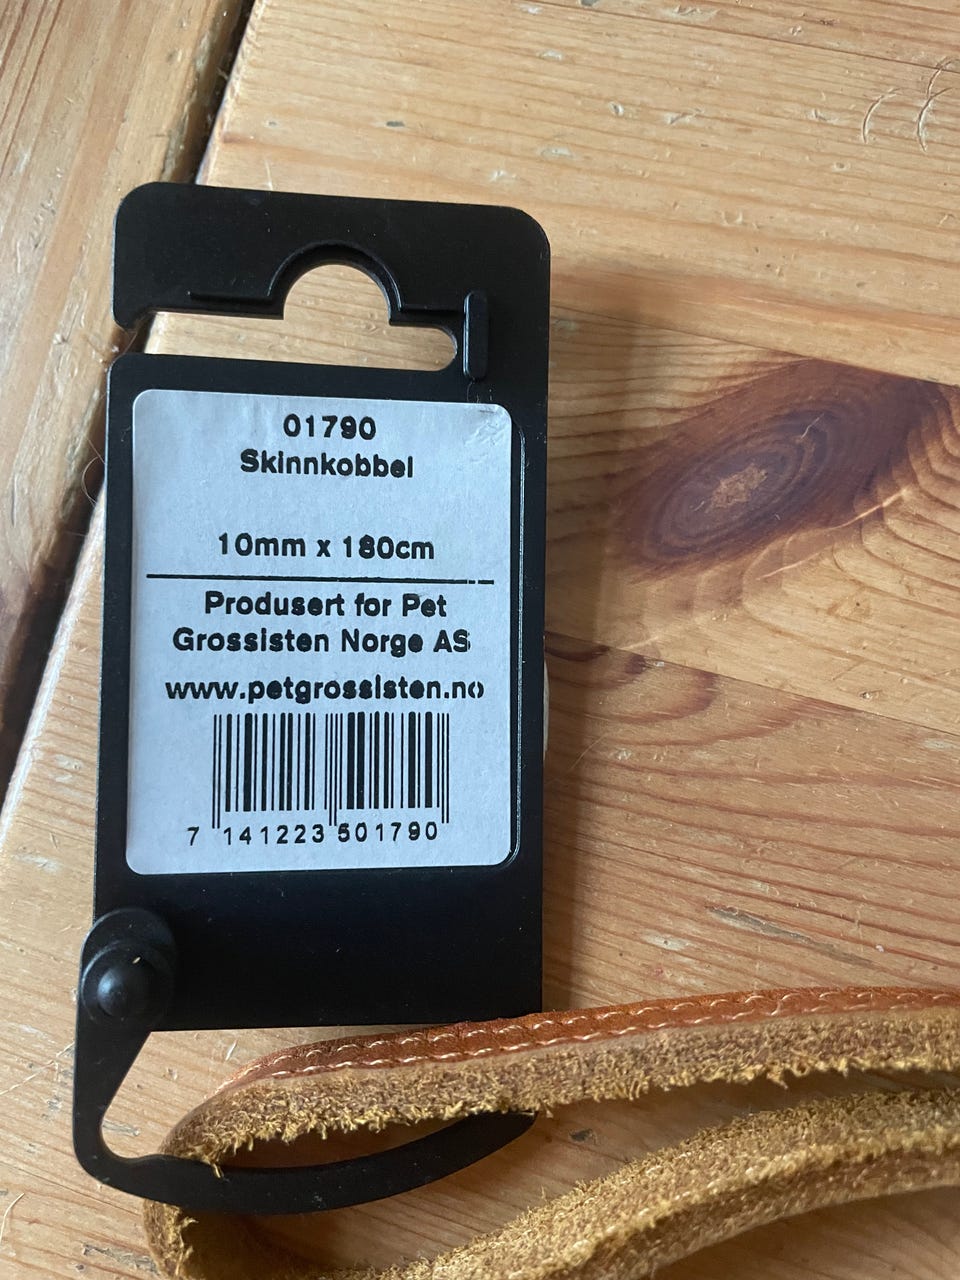 01790
Skinnkobbel
10mm x 180cm
Produsert for Pet
Grossisten Norge AS
www.petgrossisten.no
7 141223 501790